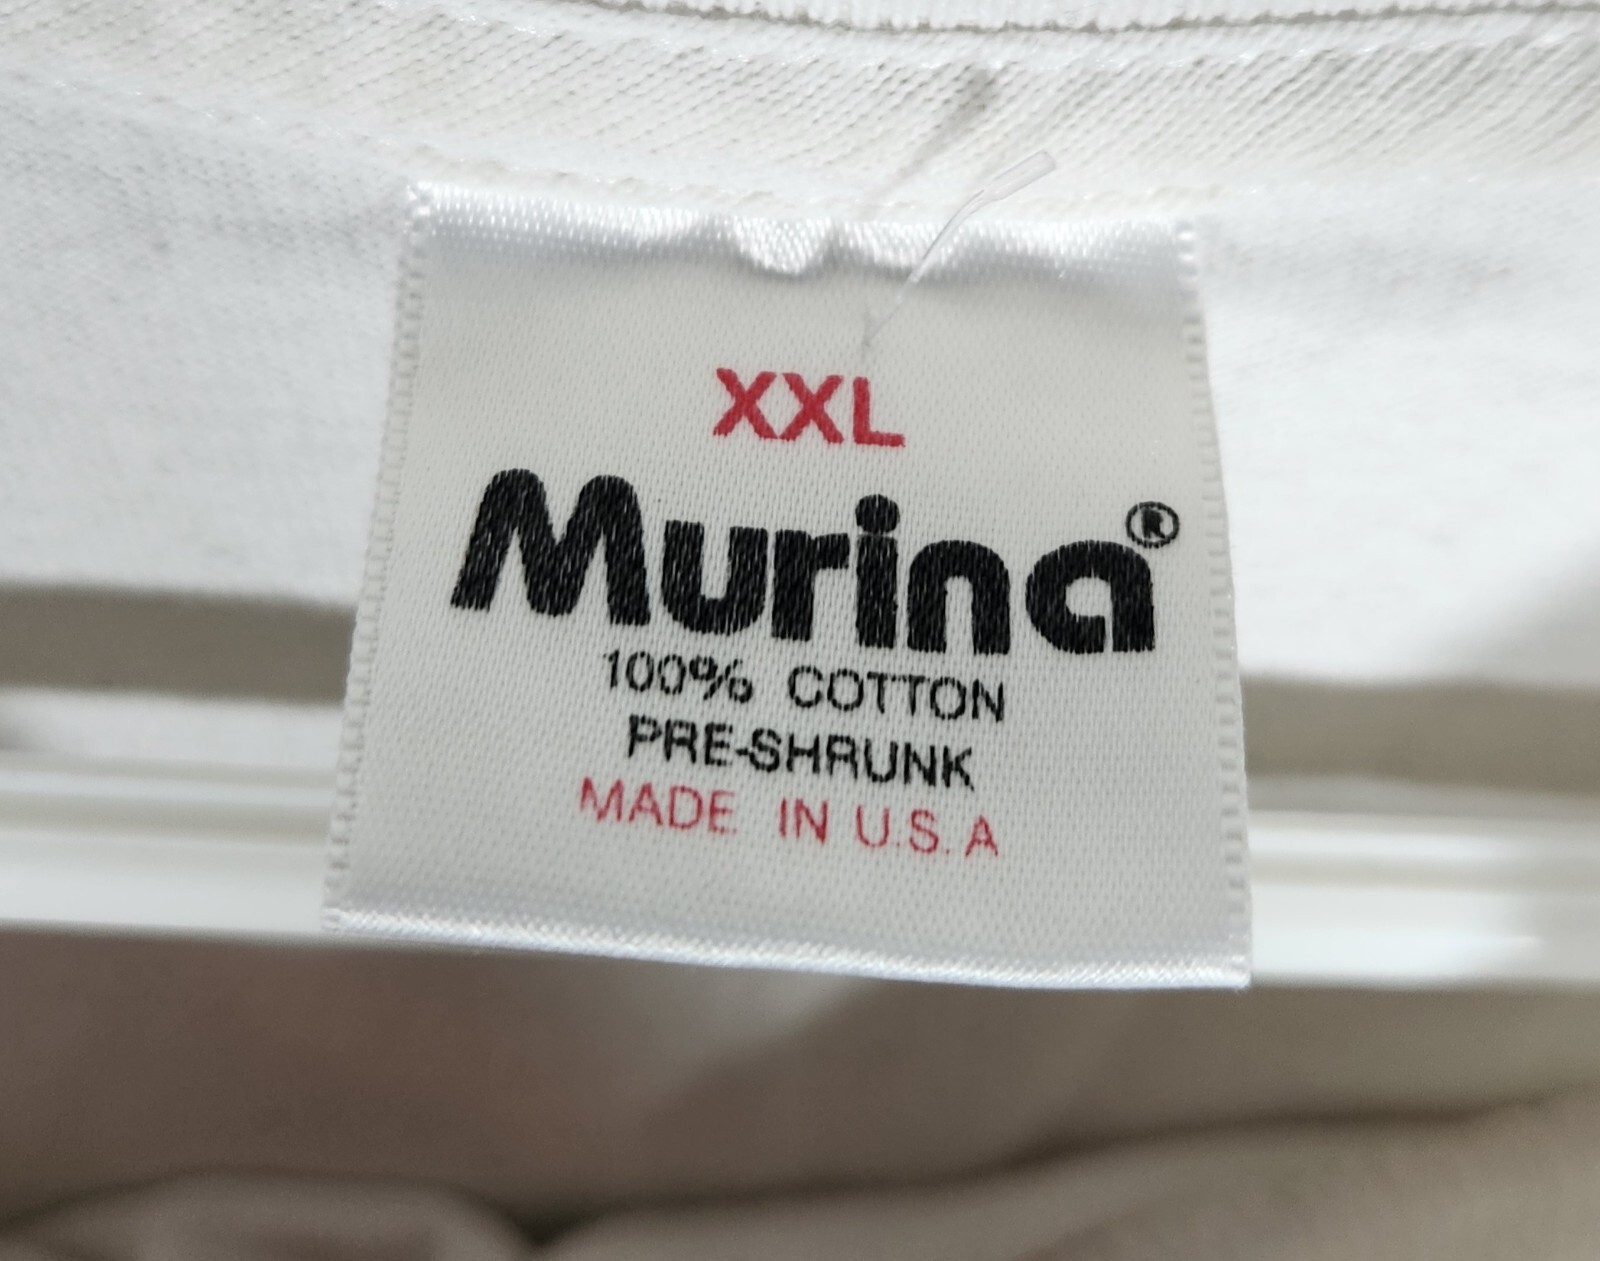 XXL
Murina®
100% COTTON
PRE-SHRUNK
MADE IN U.S.A